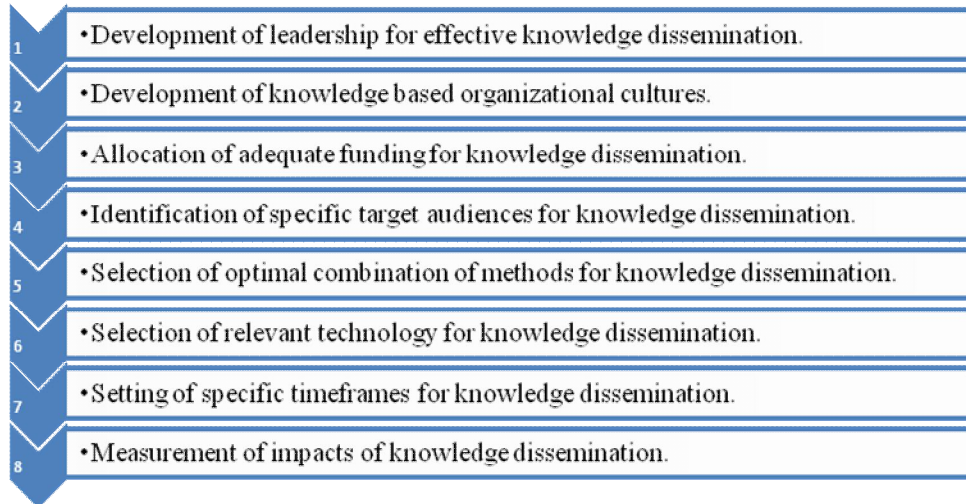 1 •Development of leadership for effective knowledge dissemination.
2 •Development of knowledge based organizational cultures.
3 •Allocation of adequate funding for knowledge dissemination.
4 •Identification of specific target audiences for knowledge dissemination.
5 •Selection of optimal combination of methods for knowledge dissemination.
6 •Selection of relevant technology for knowledge dissemination.
7 •Setting of specific timeframes for knowledge dissemination.
8 •Measurement of impacts of knowledge dissemination.